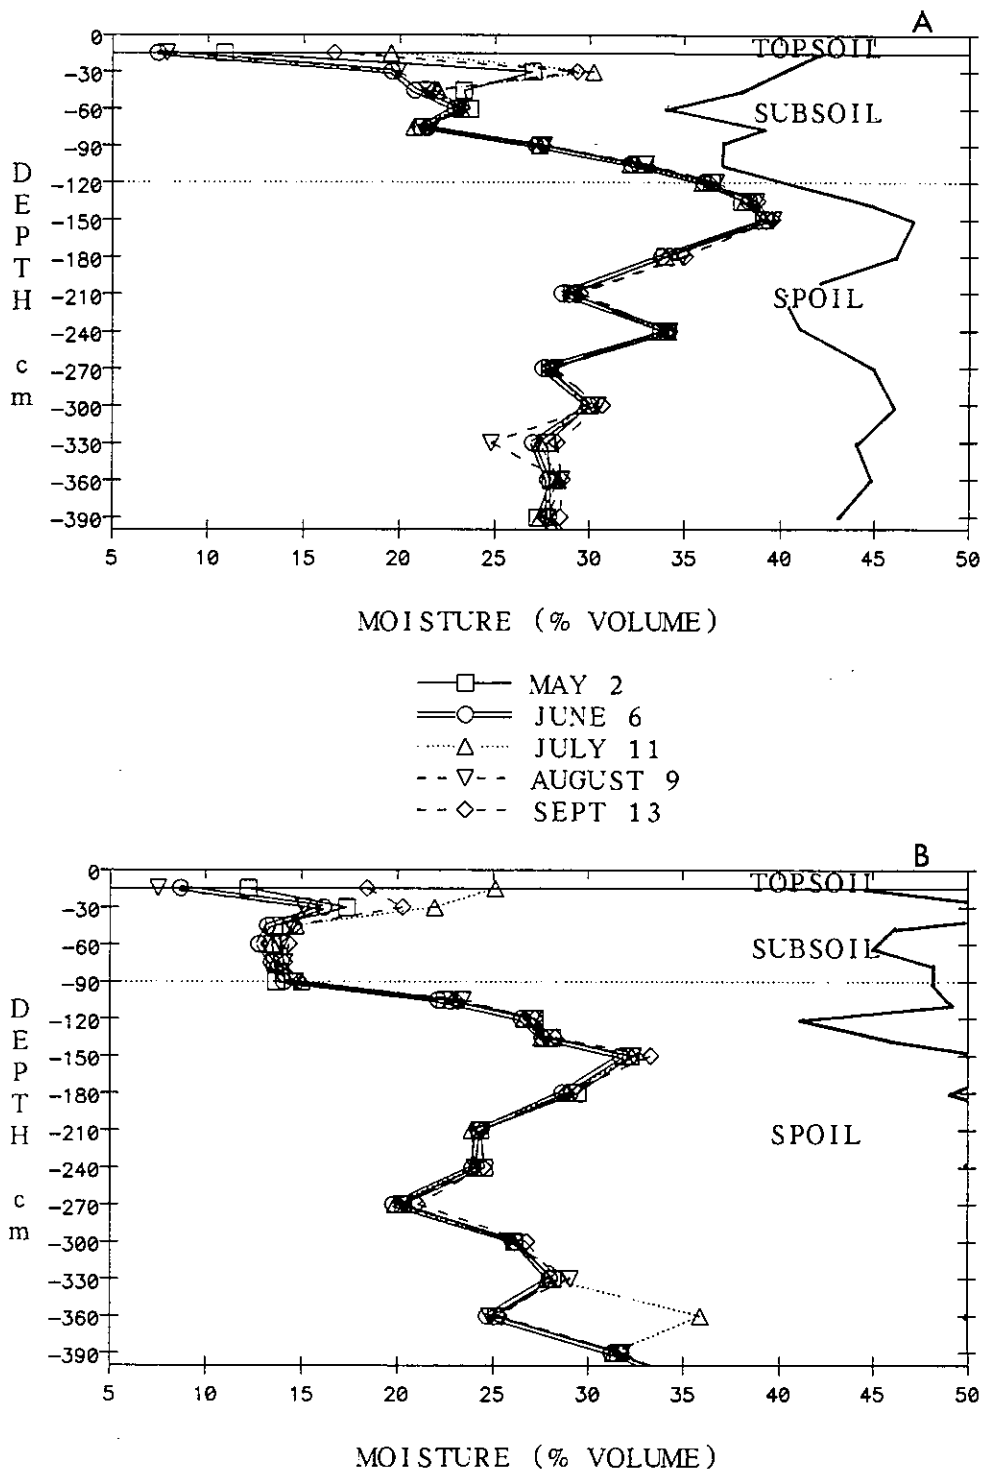 A
0
-30
-60
-90
-120
-150
-180
-210
-240
-270
-300
-330
-360
-390
DEPTH cm
TOPSOIL
SUBSOIL
SPOIL
5 10 15 20 25 30 35 40 45 50
MOISTURE (% VOLUME)
MAY 2
JUNE 6
JULY 11
AUGUST 9
SEPT 13
B
0
-30
-60
-90
-120
-150
-180
-210
-240
-270
-300
-330
-360
-390
DEPTH cm
TOPSOIL
SUBSOIL
SPOIL
5 10 15 20 25 30 35 40 45 50
MOISTURE (% VOLUME)